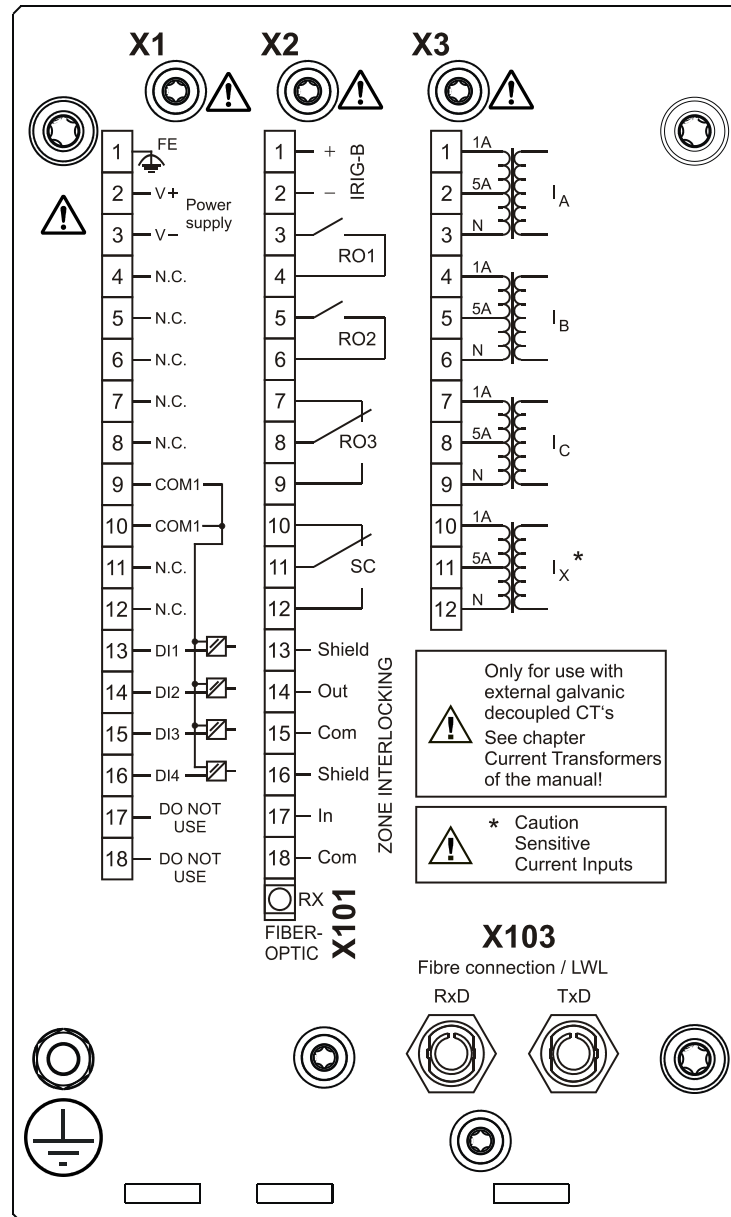 X1
X2
X3
1 FE
2 V+
Power
supply
3 V–
4 N.C.
5 N.C.
6 N.C.
7 N.C.
8 N.C.
9 COM1
10 COM1
11 N.C.
12 N.C.
13 DI1
14 DI2
15 DI3
16 DI4
17 DO NOT
USE
18 DO NOT
USE
1 +
2 –
IRIG-B
3
RO1
4
5
RO2
6
7
8 RO3
9
10
11 SC
12
13 Shield
14 Out
15 Com
16 Shield
17 In
18 Com
ZONE INTERLOCKING
RX
FIBER-
OPTIC
X101
1 1A
2 5A IA
3 N
4 1A
5 5A IB
6 N
7 1A
8 5A IC
9 N
10 1A
11 5A IX *
12 N
Only for use with
external galvanic
decoupled CT‘s
See chapter
Current Transformers
of the manual!
* Caution
Sensitive
Current Inputs
X103
Fibre connection / LWL
RxD TxD